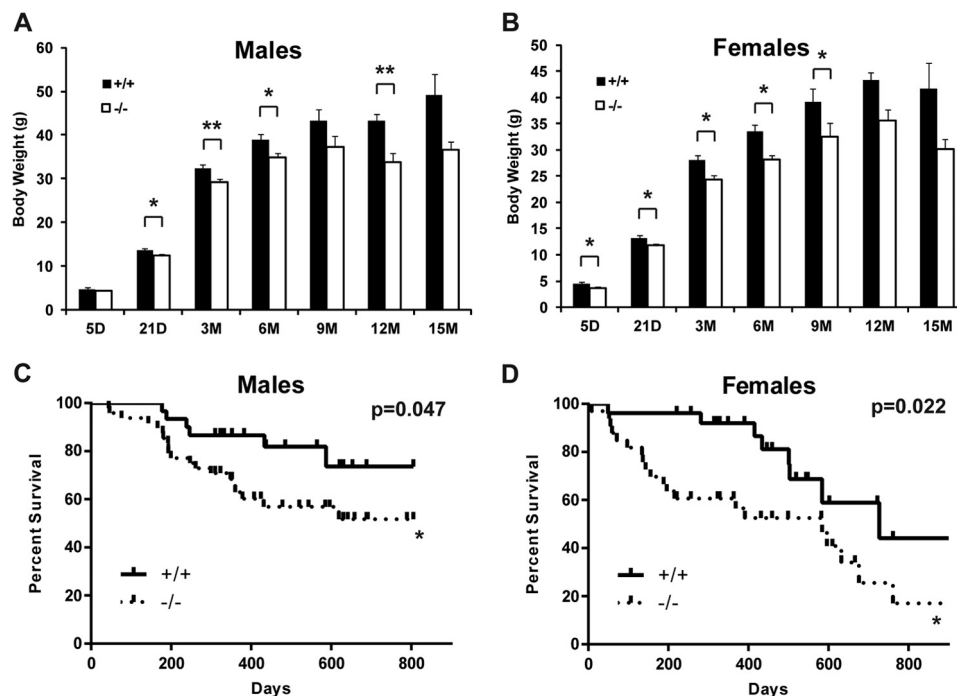 A
Males
Body Weight (g)
60
50
40
30
20
10
0
+/+
-/-
*
**
*
**
5D 21D 3M 6M 9M 12M 15M
B
Females
Body Weight (g)
50
45
40
35
30
25
20
15
10
5
0
+/+
-/-
*
*
*
*
*
5D 21D 3M 6M 9M 12M 15M
C
Males
p=0.047
Percent Survival
100
80
60
40
80
0
+/+
-/-
*
0 200 400 600 800
Days
D
Females
p=0.022
Percent Survival
100
80
60
40
80
0
+/+
-/-
*
0 200 400 600 800
Days